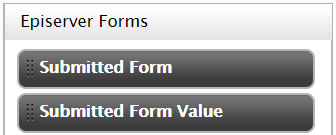 Episerver Forms
Submitted Form
Submitted Form Value